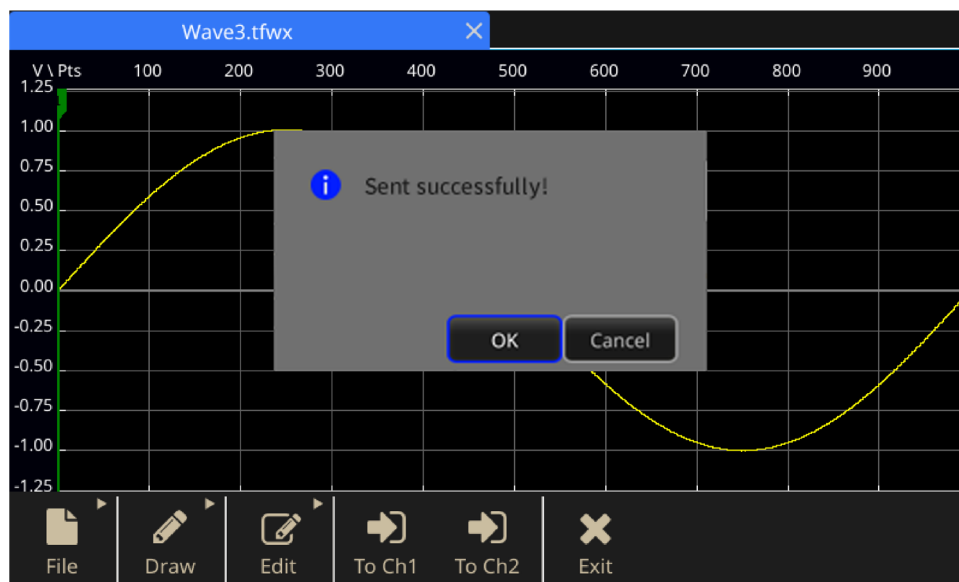 Wave3.tfwx
V \ Pts 100 200 300 400 500 600 700 800 900
1.25
1.00
0.75
0.50
0.25
0.00
-0.25
-0.50
-0.75
-1.00
-1.25
Sent successfully!
OK Cancel
File Draw Edit To Ch1 To Ch2 Exit